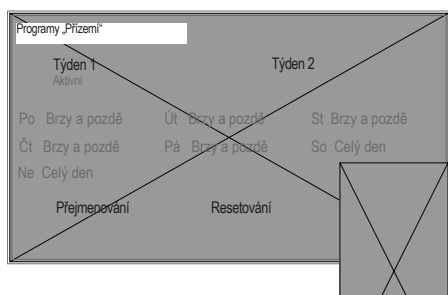 Programy „Přízemí“
Týden 1 Týden 2
Aktivní
Po Brzy a pozdě Út Brzy a pozdě St Brzy a pozdě
Čt Brzy a pozdě Pá Brzy a pozdě So Celý den
Ne Celý den
Přejmenování Resetování